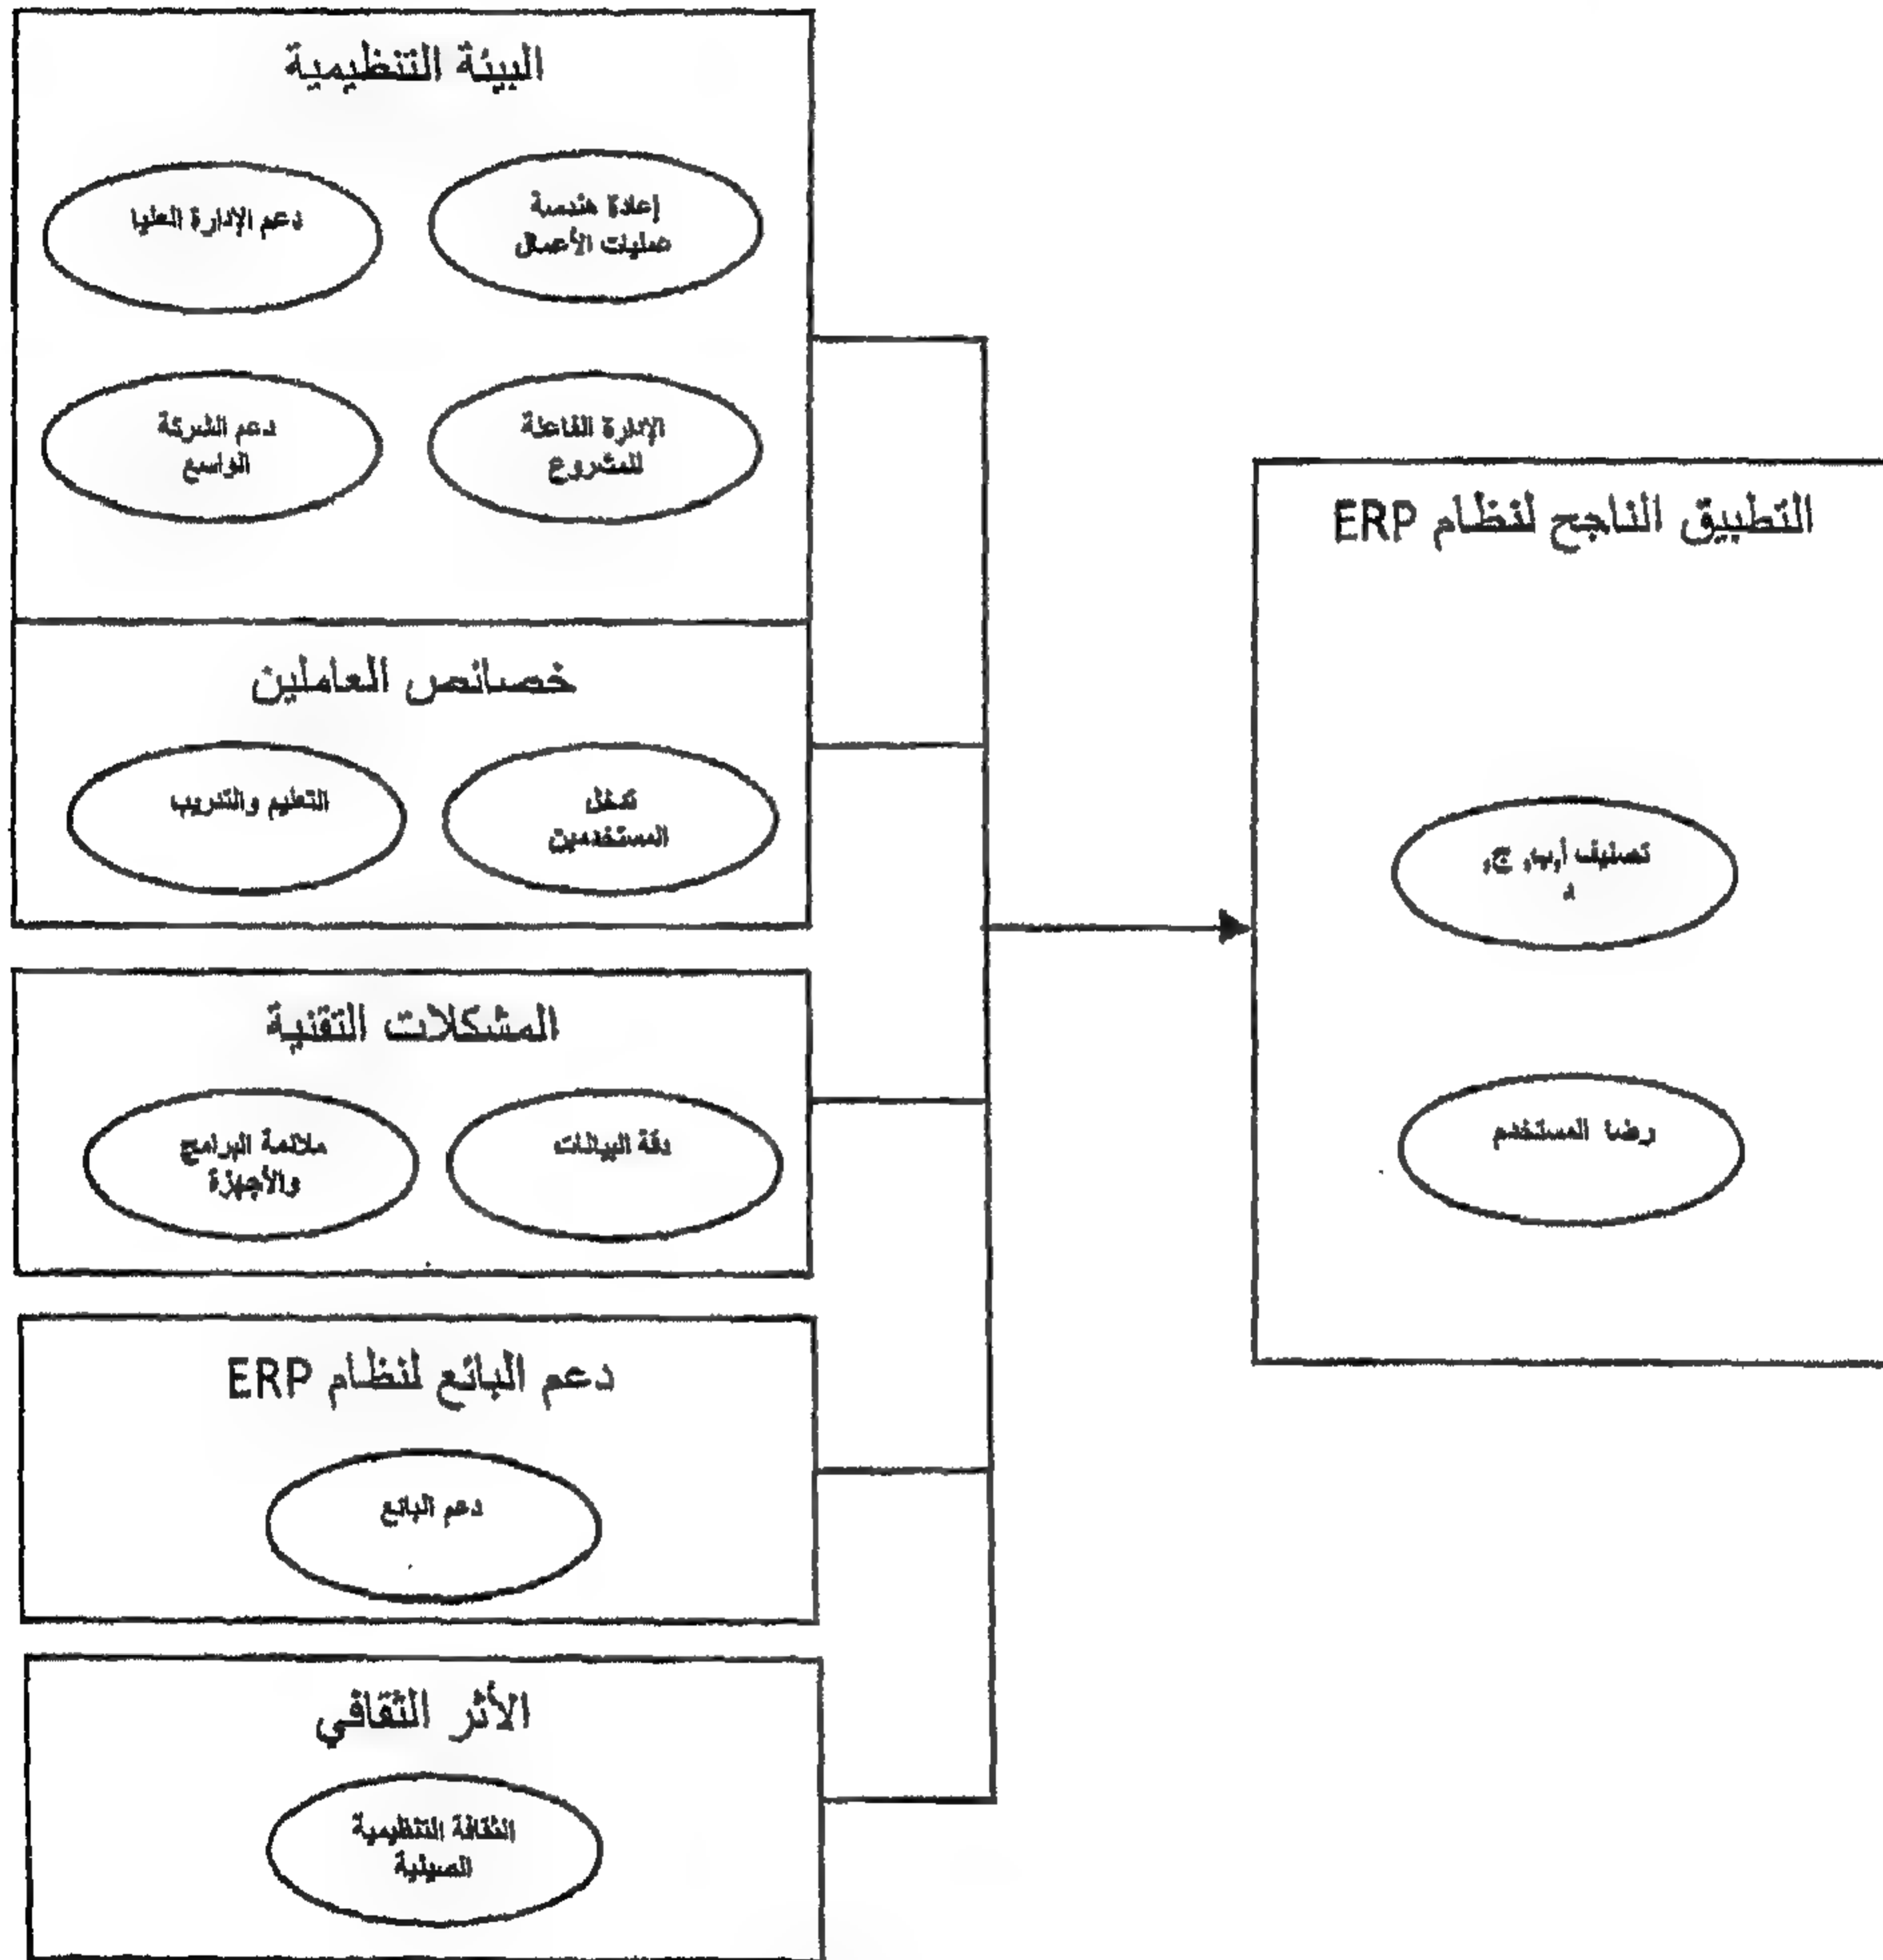 البيئة التنظيمية
إعادة هندسة
عمليات الأعمال
دعم الإدارة العليا
الإدارة الفاعلة
للمشروع
دعم الشركة
الواسع
خصائص العاملين
تدخل
المستخدمين
التعليم والتدريب
المشكلات التقنية
دقة البيانات
ملائمة البرامج
والأجهزة
دعم البائع لنظام ERP
دعم البائع
الأثر الثقافي
الثقافة التنظيمية
الصينية
التطبيق الناجح لنظام ERP
تصنيف أ,ب, ج,
د
رضا المستخدم